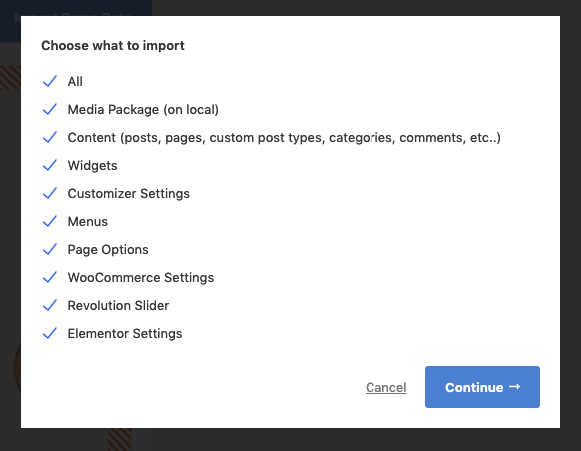 Choose what to import
All
Media Package (on local)
Content (posts, pages, custom post types, categories, comments, etc..)
Widgets
Customizer Settings
Menus
Page Options
WooCommerce Settings
Revolution Slider
Elementor Settings
Cancel
Continue →